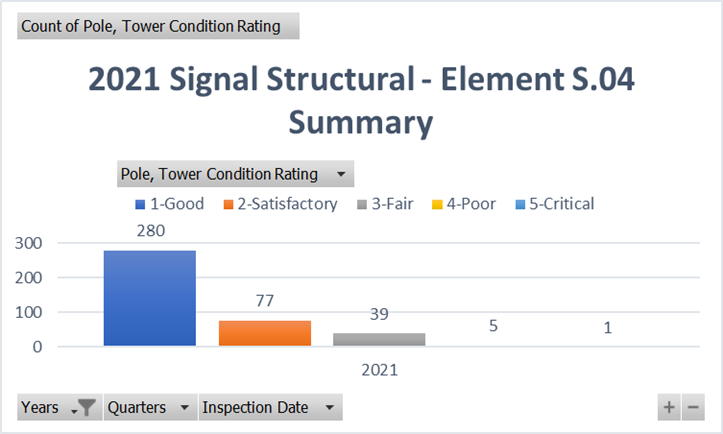 Count of Pole, Tower Condition Rating
2021 Signal Structural - Element S.04
Summary
Pole, Tower Condition Rating
1-Good 2-Satisfactory 3-Fair 4-Poor 5-Critical
280
300
77
39
5
1
200
100
0
2021
Years Quarters Inspection Date
+ −